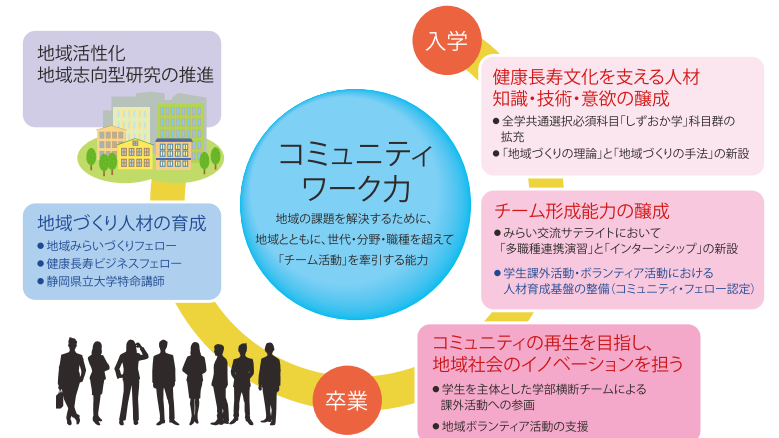 入学
健康長寿文化を支える人材
知識・技術・意欲の醸成
●全学共通選択必須科目「しずおか学」科目群の
拡充
●「地域づくりの理論」と「地域づくりの手法」の新設
チーム形成能力の醸成
●みらい交流サテライトにおいて
「多職種連携演習」と「インターンシップ」の新設
●学生課外活動・ボランティア活動における
人材育成基盤の整備（コミュニティ・フェロー認定）
コミュニティの再生を目指し、
地域社会のイノベーションを担う
●学生を主体とした学部横断チームによる
課外活動への参画
●地域ボランティア活動の支援
卒業
地域づくり人材の育成
●地域みらいづくりフェロー
●健康長寿ビジネスフェロー
●静岡県立大学特命講師
地域活性化
地域志向型研究の推進
コミュニティ
ワーク力
地域の課題を解決するために、
地域とともに、世代・分野・職種を超えて
「チーム活動」を牽引する能力